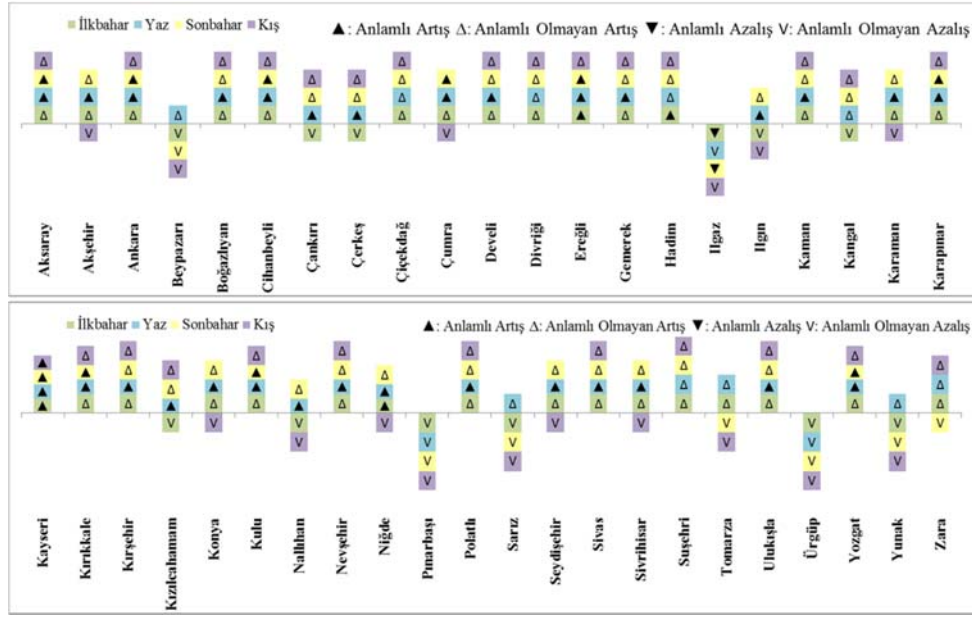 İlkbahar Yaz Sonbahar Kış ▲: Anlamlı Artış Δ: Anlamlı Olmayan Artış ▼: Anlamlı Azalış V: Anlamlı Olmayan Azalış
Δ Δ Δ Δ Δ Δ Δ Δ Δ Δ Δ Δ Δ
▲ Δ ▲ Δ Δ Δ Δ Δ ▲ Δ Δ ▲ Δ Δ Δ Δ Δ ▲
▲ ▲ ▲ ▲ ▲ Δ Δ Δ ▲ ▲ Δ ▲ ▲ Δ Δ ▲ Δ ▲ ▲
Δ Δ Δ Δ Δ Δ ▲ ▲ Δ Δ Δ Δ ▲ Δ ▲ ▲ Δ Δ Δ Δ
V V V V V ▼ V V V
V V V
V ▼
V V
Aksaray
Akşehir
Ankara
Beypazarı
Boğazlıyan
Cihanbeyli
Çankırı
Çerkeş
Çiçekdağ
Çumra
Develi
Divriği
Ereğli
Gemerek
Hadim
Ilgaz
Ilgın
Kaman
Kangal
Karaman
Karapınar
İlkbahar Yaz Sonbahar Kış ▲: Anlamlı Artış Δ: Anlamlı Olmayan Artış ▼: Anlamlı Azalış V: Anlamlı Olmayan Azalış
Kayseri
Kırıkkale
Kırşehir
Kızılcahamam
Konya
Kulu
Nallıhan
Nevşehir
Niğde
Pınarbaşı
Polatlı
Sarız
Seydişehir
Sivas
Sivrihisar
Suşehri
Tomarza
Ulukışla
Ürgüp
Yozgat
Yunak
Zara